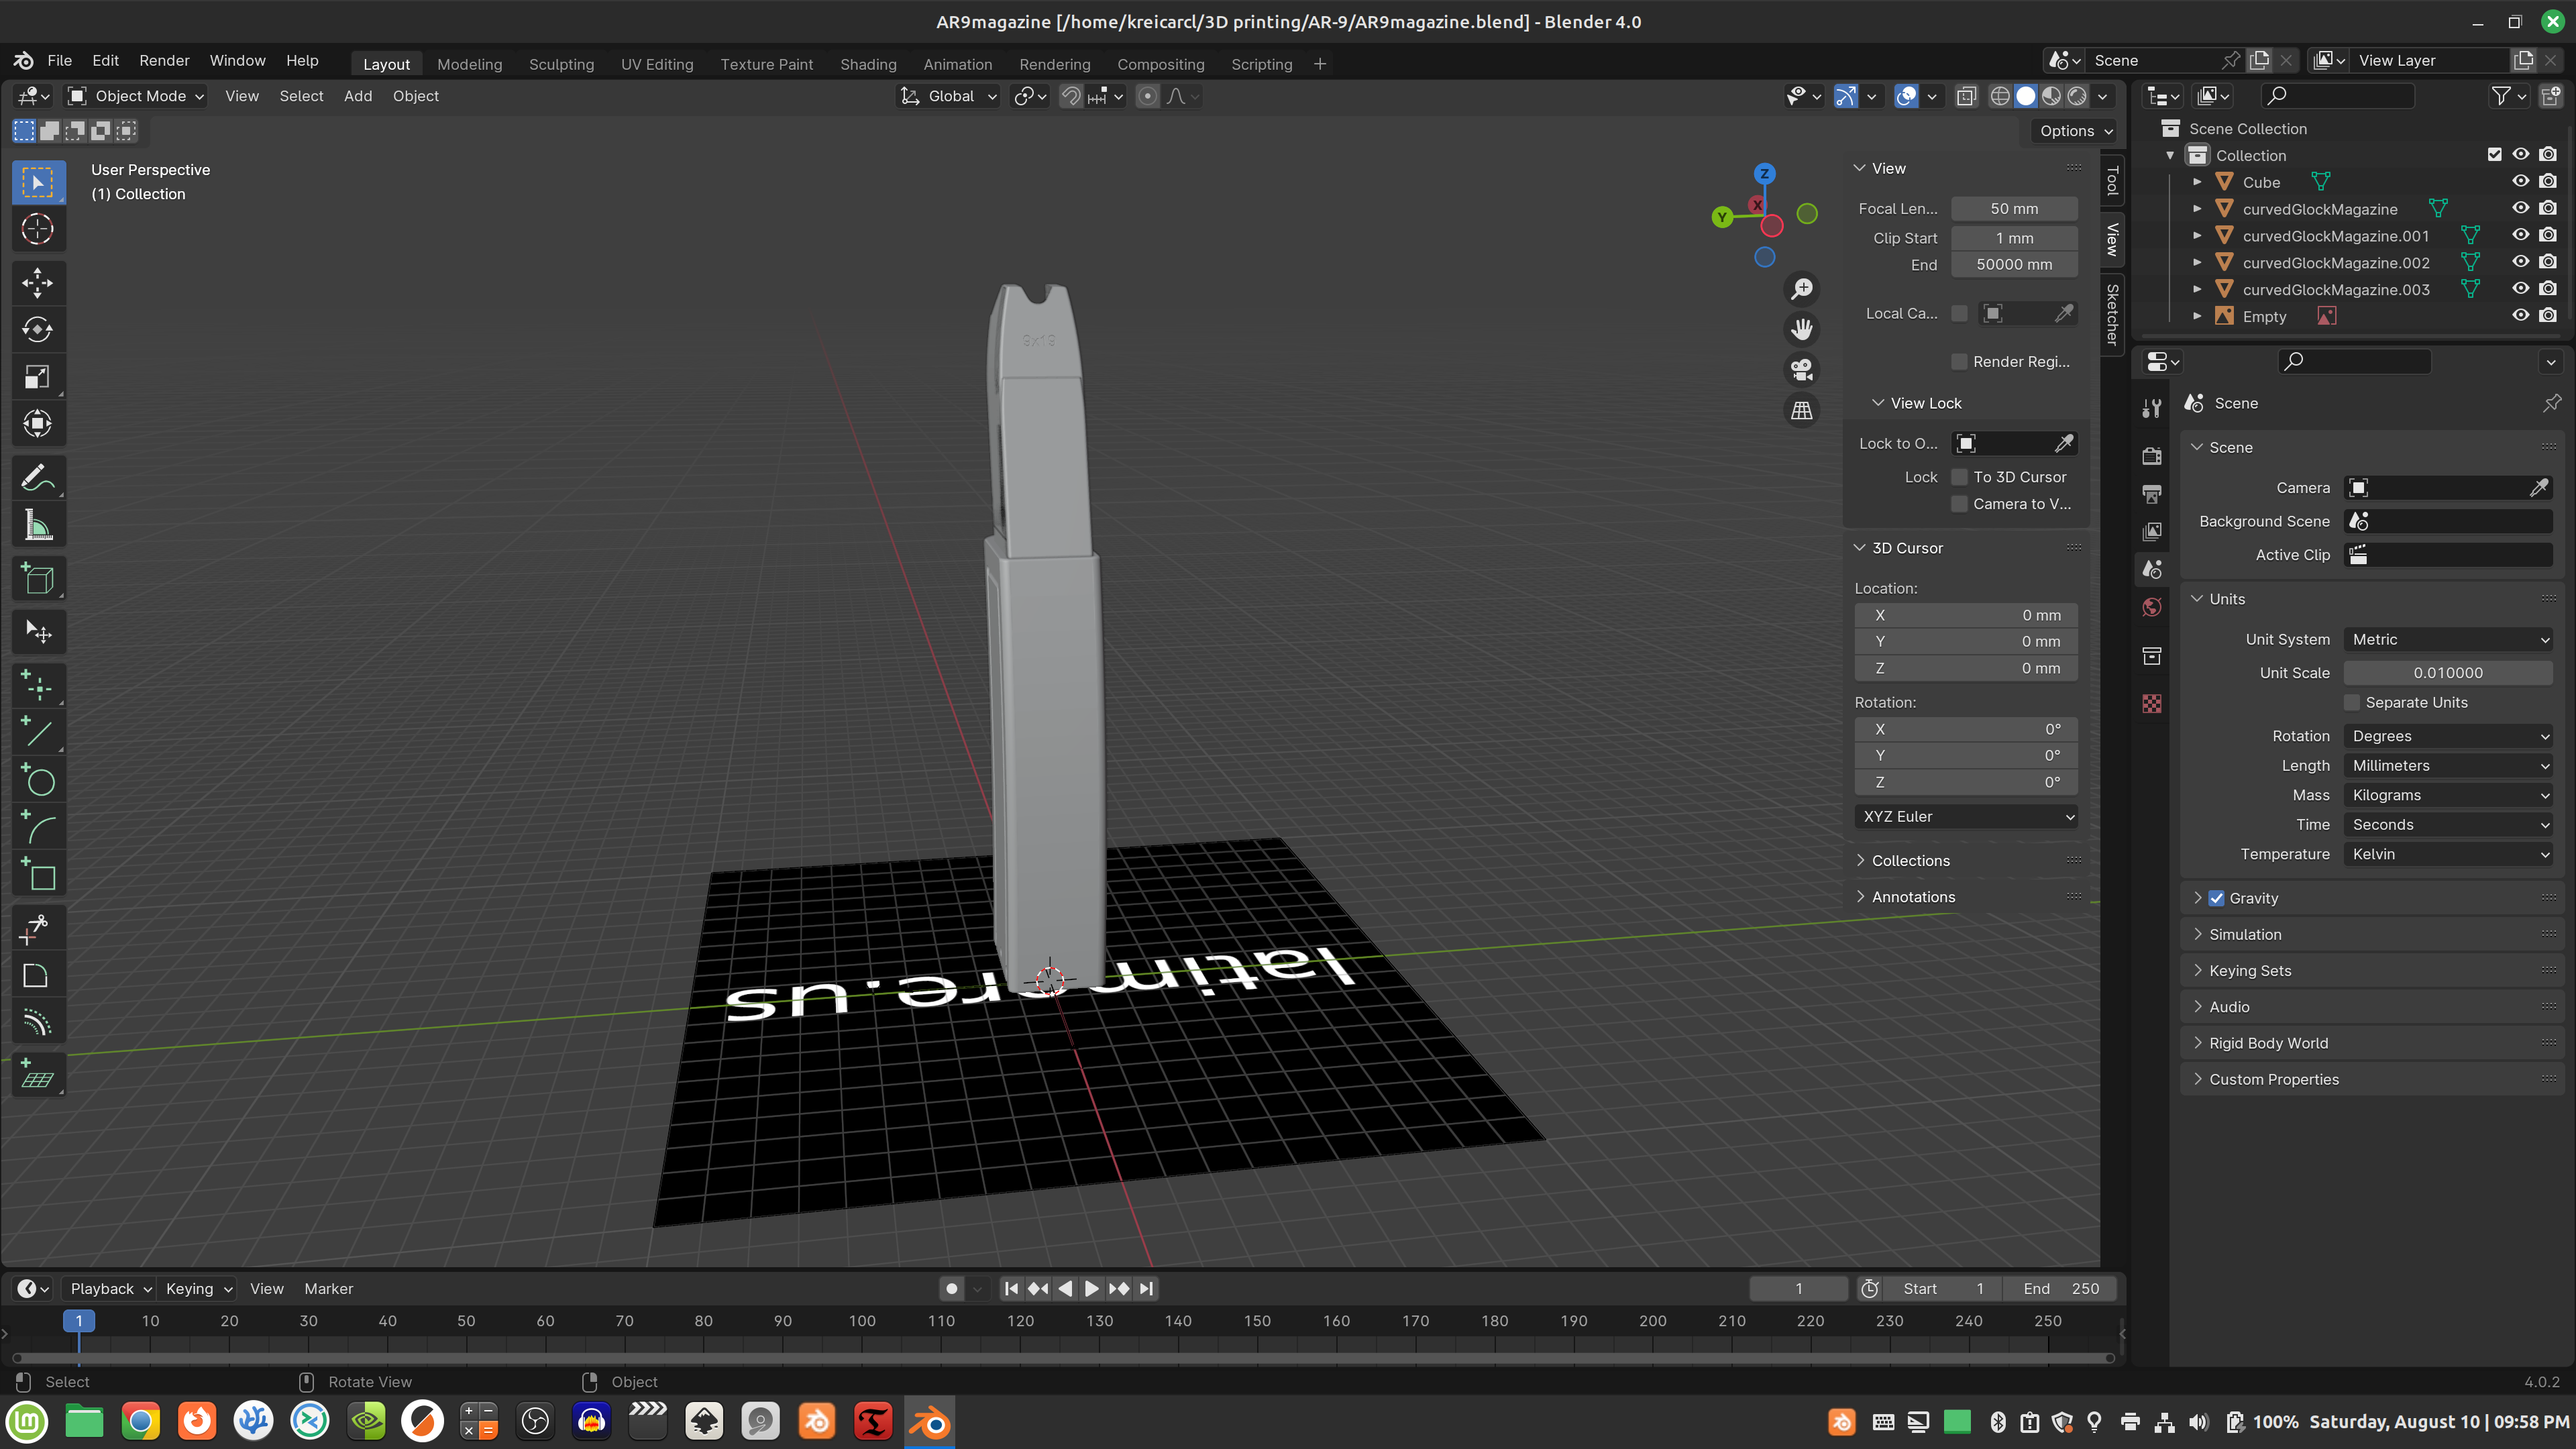 AR9magazine [/home/kreicarcl/3D printing/AR-9/AR9magazine.blend] - Blender 4.0
File Edit Render Window Help Layout Modeling Sculpting UV Editing Texture Paint Shading Animation Rendering Compositing Scripting + Scene View Layer
Object Mode View Select Add Object Global
Options
User Perspective
(1) Collection
9x19
latimore.us
Z
Y
X
View
Focal Len... 50 mm
Clip Start 1 mm
End 50000 mm
Local Ca...
Render Regi...
View Lock
Lock to O...
Lock To 3D Cursor
Camera to V...
3D Cursor
Location:
X 0 mm
Y 0 mm
Z 0 mm
Rotation:
X 0°
Y 0°
Z 0°
XYZ Euler
Collections
Annotations
Tool
View
Sketcher
Scene Collection
Collection
Cube
curvedGlockMagazine
curvedGlockMagazine.001
curvedGlockMagazine.002
curvedGlockMagazine.003
Empty
Scene
Scene
Camera
Background Scene
Active Clip
Units
Unit System Metric
Unit Scale 0.010000
Separate Units
Rotation Degrees
Length Millimeters
Mass Kilograms
Time Seconds
Temperature Kelvin
Gravity
Simulation
Keying Sets
Audio
Rigid Body World
Custom Properties
Playback Keying View Marker 1 Start 1 End 250
1 10 20 30 40 50 60 70 80 90 100 110 120 130 140 150 160 170 180 190 200 210 220 230 240 250
Select Rotate View Object 4.0.2
100% Saturday, August 10 | 09:58 PM